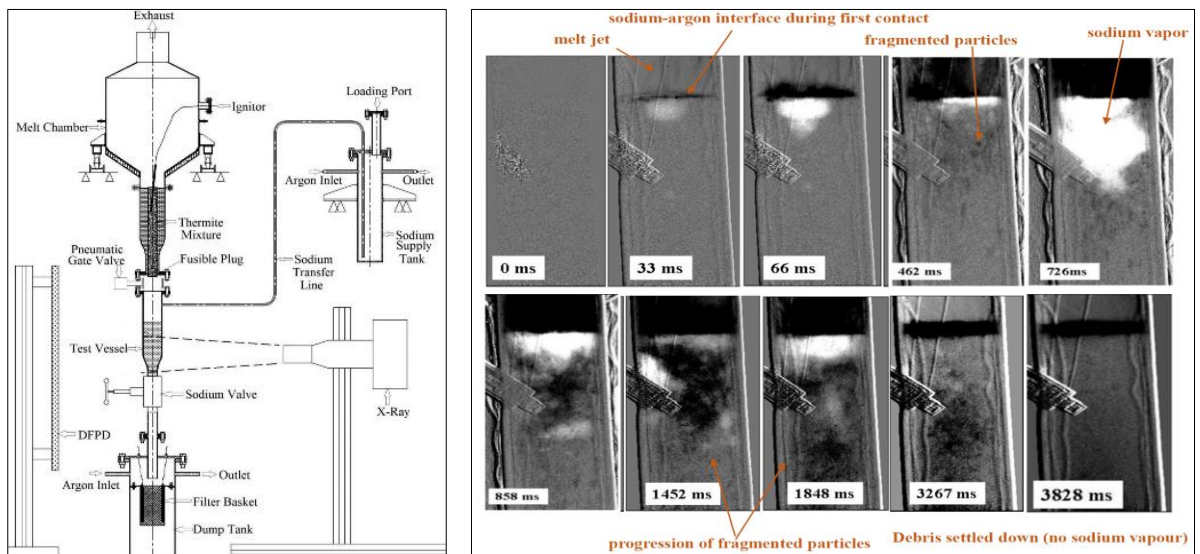 Exhaust
Ignitor
Melt Chamber
Loading Port
Argon Inlet
Outlet
Thermite
Mixture
Pneumatic
Gate Valve
Fusible Plug
Sodium
Transfer
Line
Sodium
Supply
Tank
Test Vessel
Sodium Valve
X-Ray
DFPD
Argon Inlet
Outlet
Filter Basket
Dump Tank
sodium-argon interface during first contact
melt jet
fragmented particles
sodium vapor
0 ms
33 ms
66 ms
462 ms
726ms
858 ms
1452 ms
1848 ms
3267 ms
3828 ms
progression of fragmented particles
Debris settled down (no sodium vapour)